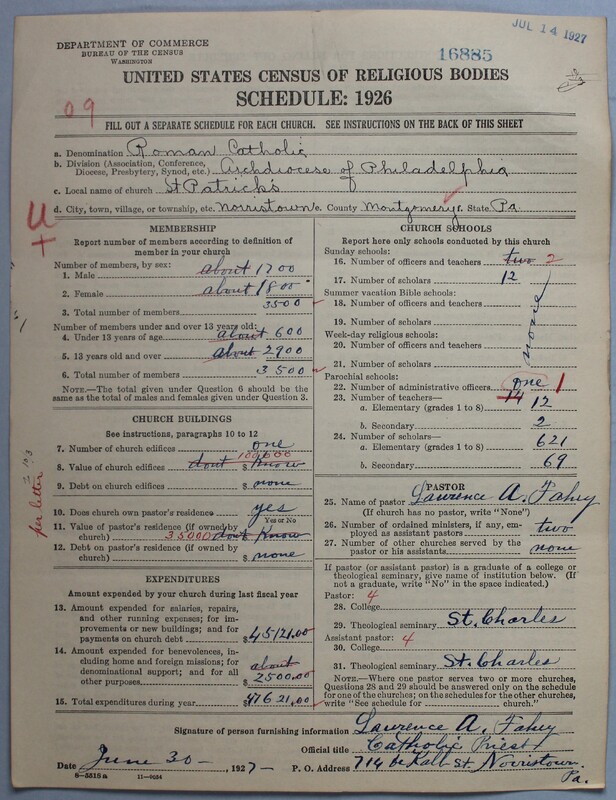 JUL 14 1927
DEPARTMENT OF COMMERCE
BUREAU OF THE CENSUS
WASHINGTON
16885
UNITED STATES CENSUS OF RELIGIOUS BODIES
SCHEDULE: 1926
09
FILL OUT A SEPARATE SCHEDULE FOR EACH CHURCH. SEE INSTRUCTIONS ON THE BACK OF THIS SHEET
a. Denomination Roman Catholic
b. Division (Association, Conference, Diocese, Presbytery, Synod, etc.) Archdiocese of Philadelphia
c. Local name of church St Patrick's
d. City, town, village, or township, etc. Norristown County Montgomery State Pa.
U
+
MEMBERSHIP
Report number of members according to definition of
member in your church
Number of members, by sex:
1. Male about 1700
2. Female about 1800
3. Total number of members 3500
Number of members under and over 13 years old:
4. Under 13 years of age about 600
5. 13 years old and over about 2900
6. Total number of members 3500
NOTE.—The total given under Question 6 should be
the same as the total of males and females given under Question 3.
CHURCH BUILDINGS
See instructions, paragraphs 10 to 12
7. Number of church edifices one
8. Value of church edifices dont $ Know 100000
9. Debt on church edifices $ none
10. Does church own pastor's residence yes
Yes or No
11. Value of pastor's residence (if owned by
church) 35000 $ dont Know
12. Debt on pastor's residence (if owned by
church) $ none
per letter
EXPENDITURES
Amount expended by your church during last fiscal year
13. Amount expended for salaries, repairs,
and other running expenses; for im-
provements or new buildings; and for
payments on church debt $ 45121.00
14. Amount expended for benevolences, in-
cluding home and foreign missions; for
denominational support; and for all
other purposes $ about 2500.00
15. Total expenditures during year $ 47621.00
CHURCH SCHOOLS
Report here only schools conducted by this church
Sunday schools:
16. Number of officers and teachers two 2
17. Number of scholars 12
Summer vacation Bible schools:
18. Number of officers and teachers
19. Number of scholars
none
Week-day religious schools:
20. Number of officers and teachers
21. Number of scholars
Parochial schools:
22. Number of administrative officers one 1
23. Number of teachers— 14
a. Elementary (grades 1 to 8) 12
b. Secondary 2
24. Number of scholars—
a. Elementary (grades 1 to 8) 621
b. Secondary 69
PASTOR
25. Name of pastor Lawrence A. Fahey
(If church has no pastor, write "None")
26. Number of ordained ministers, if any, em-
ployed as assistant pastors two
27. Number of other churches served by the
pastor or his assistants none
If pastor (or assistant pastor) is a graduate of a college or
theological seminary, give name of institution below. (If
not a graduate, write "No" in the space indicated.)
Pastor: 4
28. College
29. Theological seminary St. Charles
Assistant pastor: 4
30. College
31. Theological seminary St. Charles
NOTE.—Where one pastor serves two or more churches,
Questions 28 and 29 should be answered only on the schedule
for one of the churches; on the schedules for the other churches,
write "See schedule for church."
Signature of person furnishing information Lawrence A. Fahey
Official title Catholic Priest
Date June 30 - , 1927 - P. O. Address 714 De Kalb St. Norristown
Pa.
8—5515a 11—9034